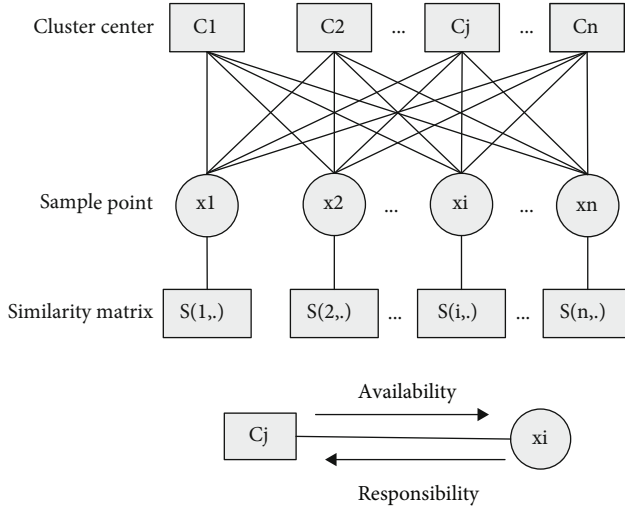 Cluster center C1 C2 ... Cj ... Cn
Sample point x1 x2 ... xi ... xn
Similarity matrix S(1,.) S(2,.) ... S(i,.) ... S(n,.)
Availability
Cj xi
Responsibility